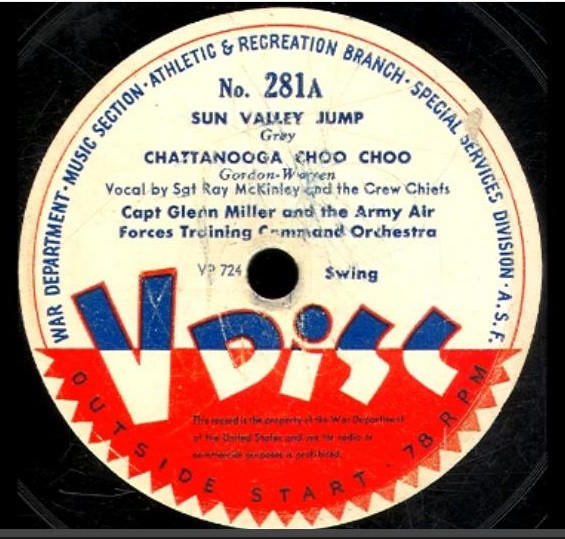 WAR DEPARTMENT · MUSIC SECTION · ATHLETIC & RECREATION BRANCH · SPECIAL SERVICES DIVISION · A.S.F.
No. 281A
SUN VALLEY JUMP
Grey
CHATTANOOGA CHOO CHOO
Gordon-Warren
Vocal by Sgt Ray McKinley and the Crew Chiefs
Capt Glenn Miller and the Army Air
Forces Training Command Orchestra
VP 724
Swing
V DiSC
This record is the property of the War Department
of the United States and use for radio or
commercial purposes is prohibited.
OUTSIDE START · 78 RPM